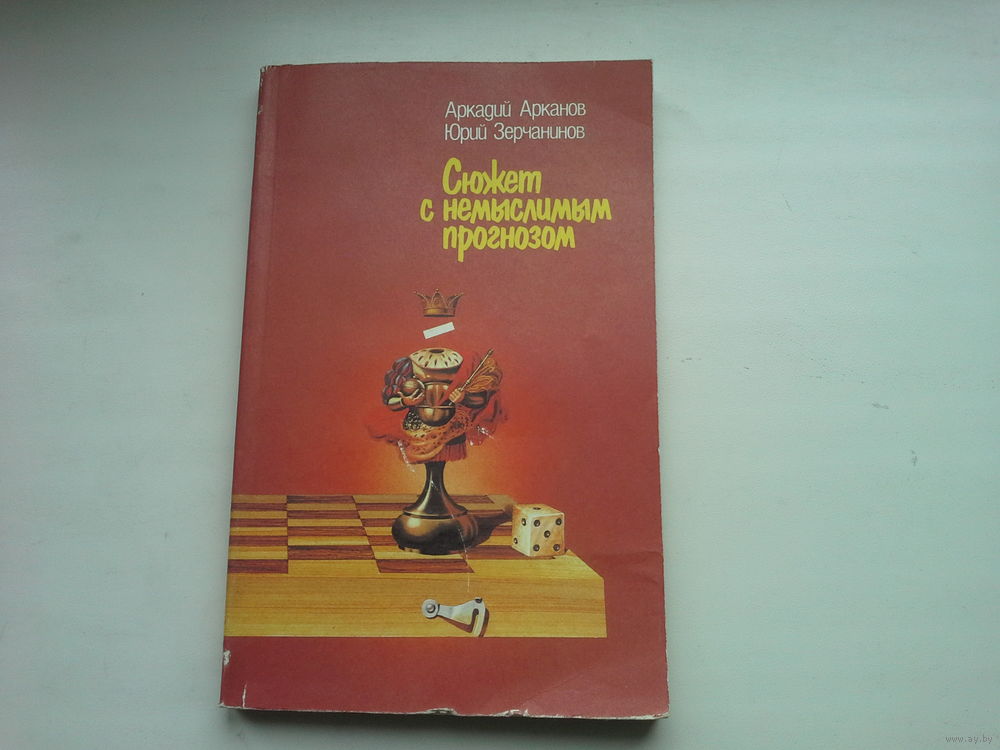 Аркадий Арканов
Юрий Зерчанинов
Сюжет
с немыслимым
прогнозом
www.ay.by